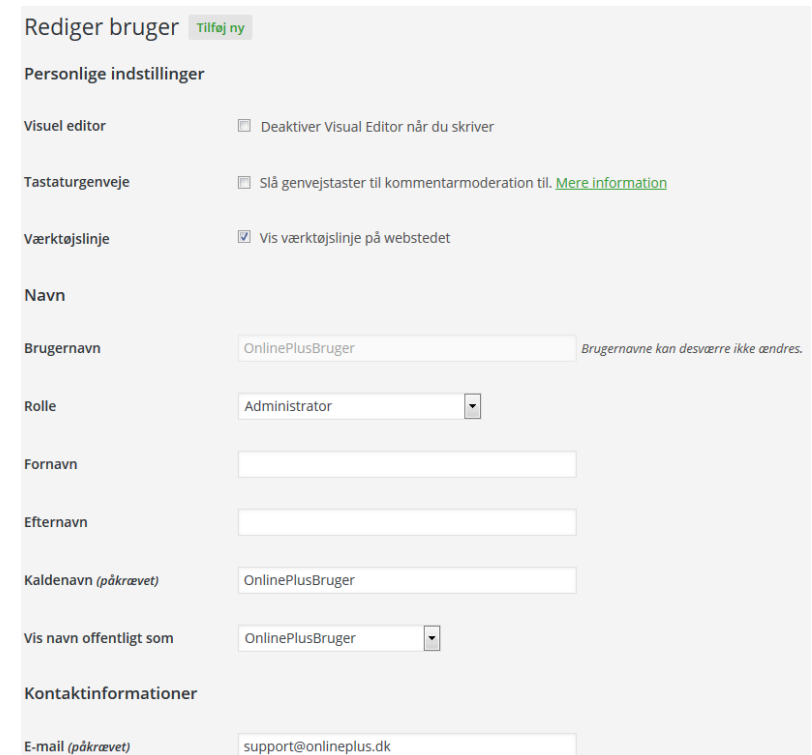 Rediger bruger Tilføj ny
Personlige indstillinger
Visuel editor Deaktiver Visual Editor når du skriver
Tastaturgenveje Slå genvejstaster til kommentarmoderation til. Mere information
Værktøjslinje Vis værktøjslinje på webstedet
Navn
Brugernavn OnlinePlusBruger Brugernavne kan desværre ikke ændres.
Rolle Administrator
Fornavn
Efternavn
Kaldenavn (påkrævet) OnlinePlusBruger
Vis navn offentligt som OnlinePlusBruger
Kontaktinformationer
E-mail (påkrævet) support@onlineplus.dk